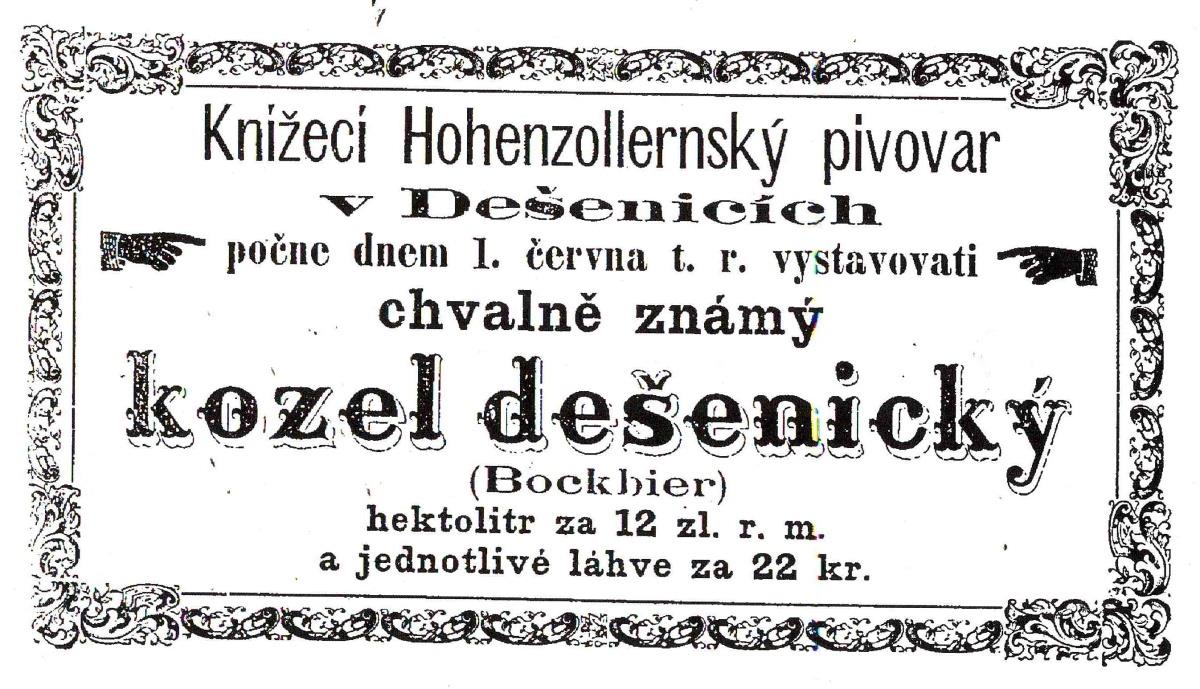 Knížecí Hohenzollernský pivovar
v Dešenicích
počne dnem 1. června t. r. vystavovati
chvalně známý
kozel dešenický
(Bockbier)
hektolitr za 12 zl. r. m.
a jednotlivé láhve za 22 kr.